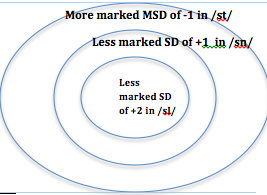 More marked MSD of -1 in /st/
Less marked SD of +1 in /sn/
Less
marked SD
of +2 in /sl/